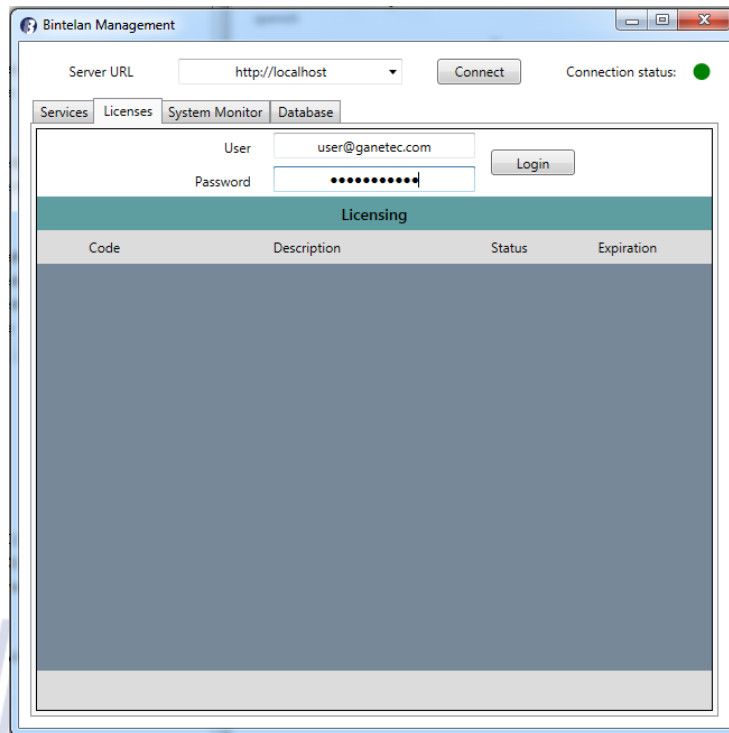 Bintelan Management
Server URL http://localhost Connect Connection status:
Services Licenses System Monitor Database
User user@ganetec.com
Login
Password •••••••••••
Licensing
Code Description Status Expiration